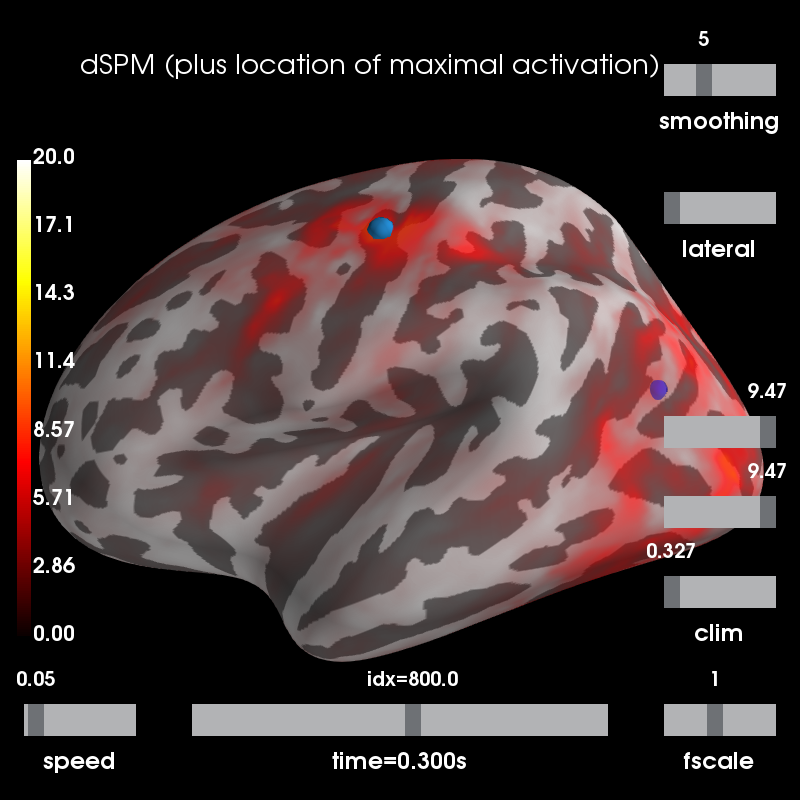 5
dSPM (plus location of maximal activation)
smoothing
20.0
17.1
lateral
14.3
11.4
9.47
8.57
9.47
5.71
0.327
2.86
0.00
clim
0.05
idx=800.0
1
speed
time=0.300s
fscale